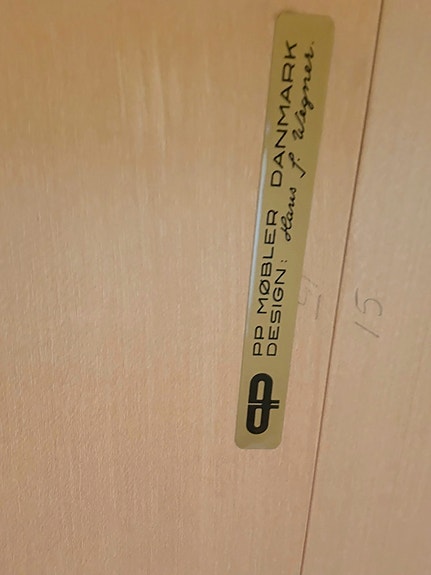 PP MØBLER DANMARK
DESIGN: Hans J. Wegner.
15